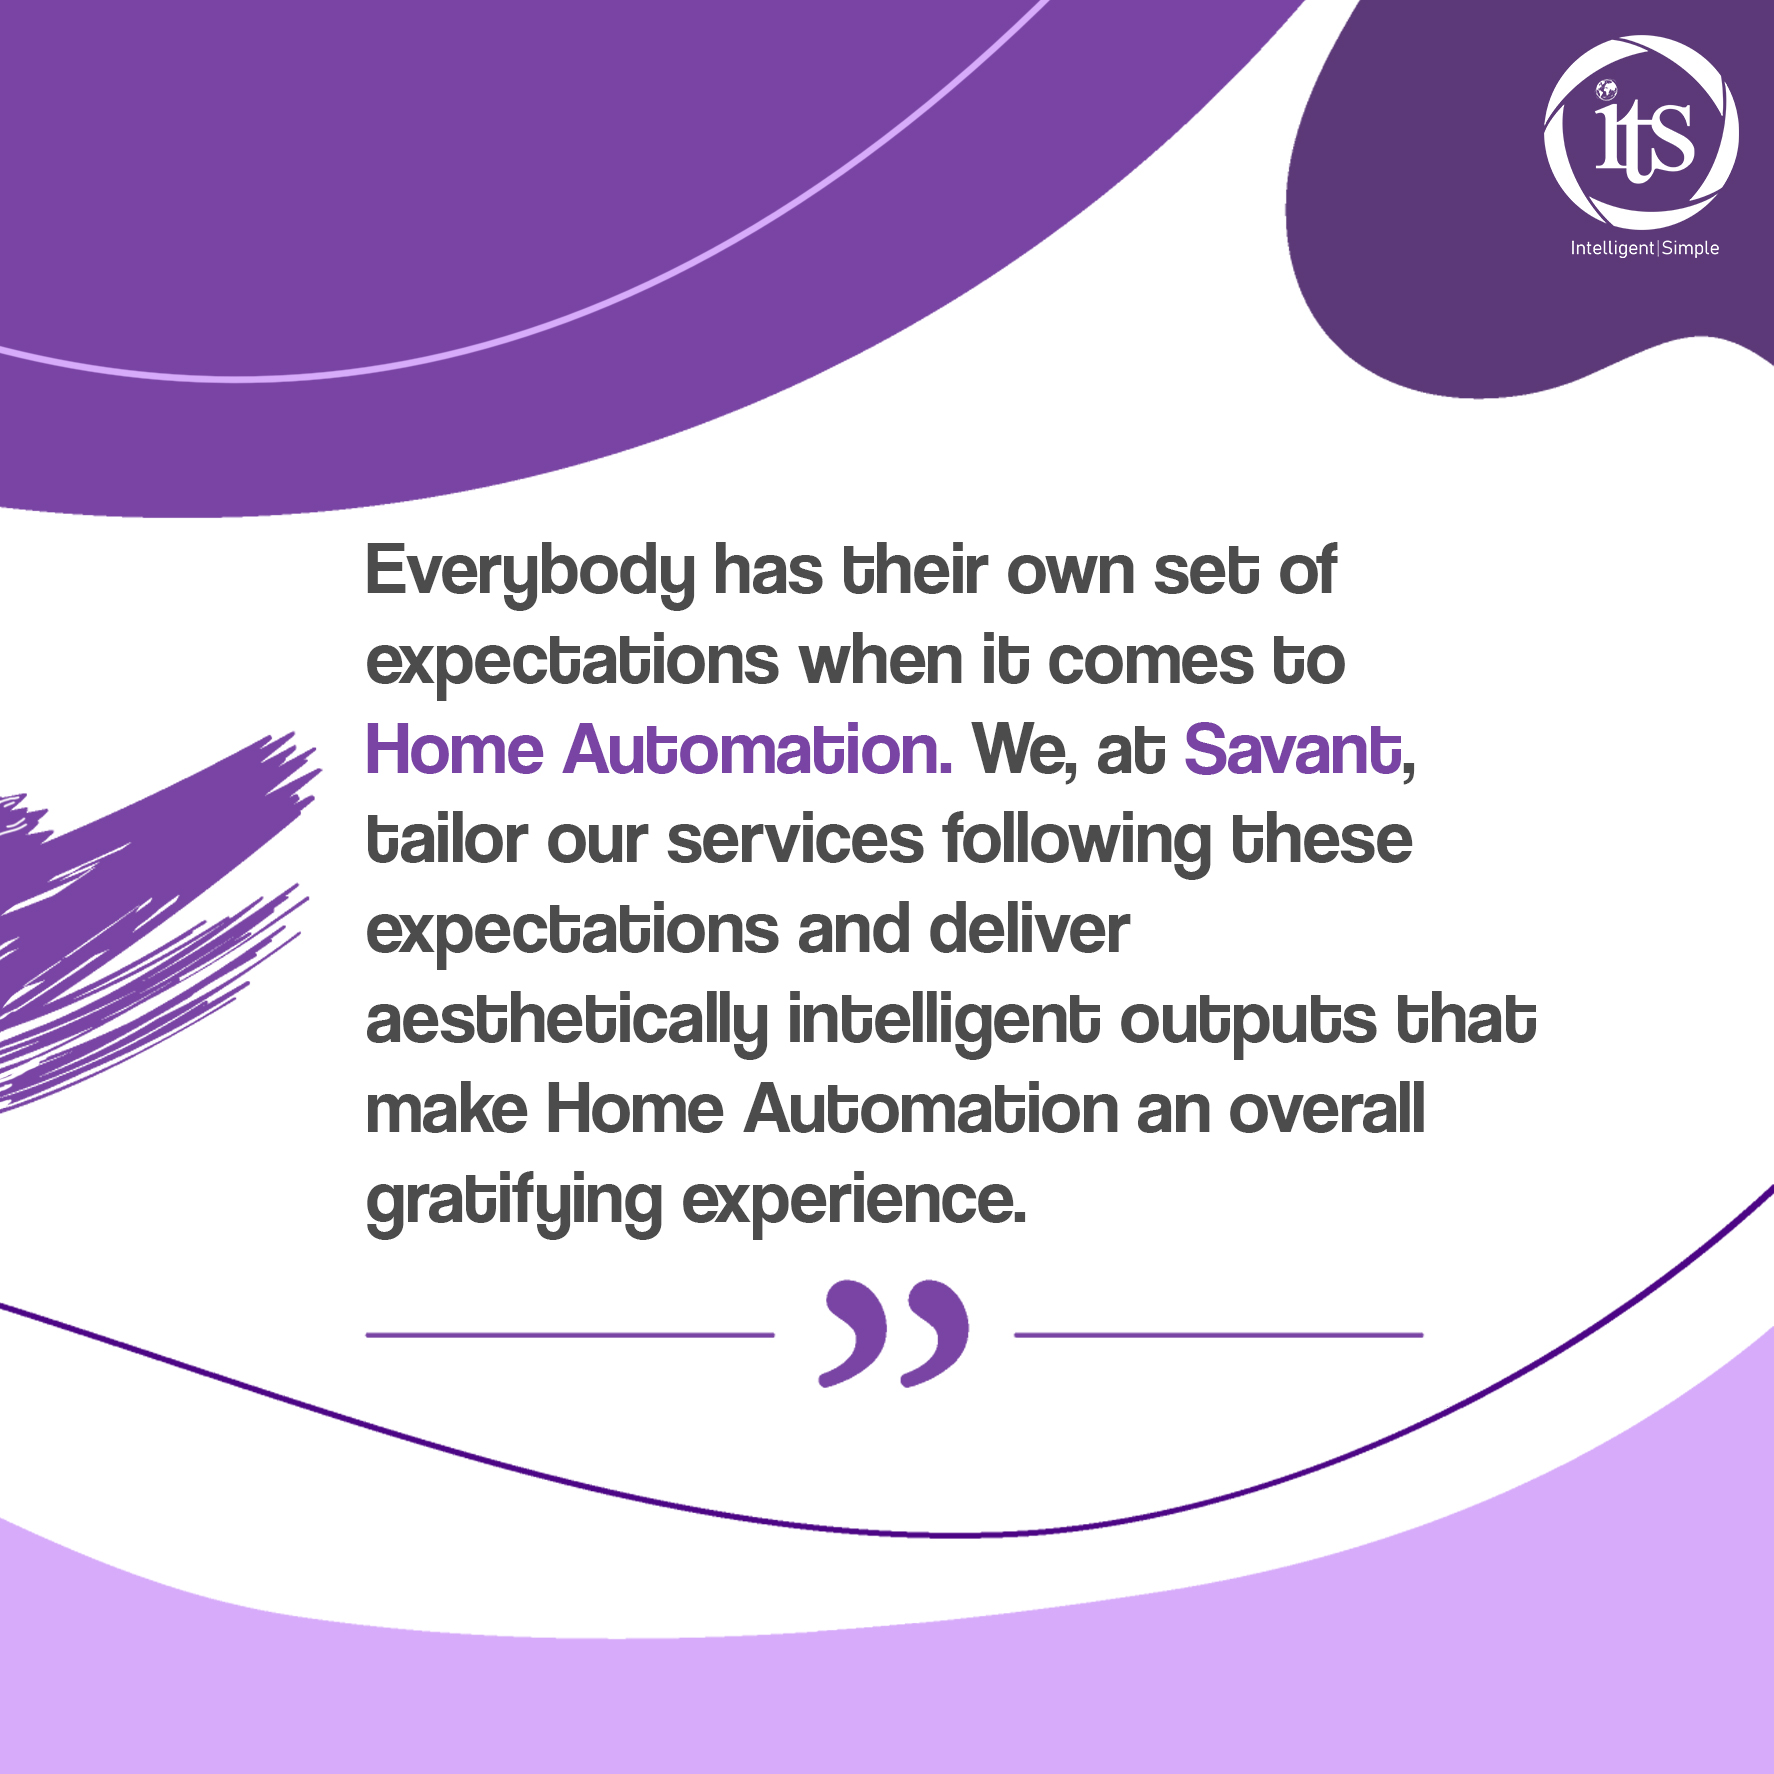 its
Intelligent|Simple
Everybody has their own set of
expectations when it comes to
Home Automation. We, at Savant,
tailor our services following these
expectations and deliver
aesthetically intelligent outputs that
make Home Automation an overall
gratifying experience.
”